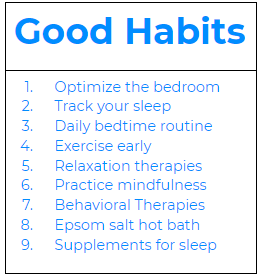 Good Habits
1. Optimize the bedroom
2. Track your sleep
3. Daily bedtime routine
4. Exercise early
5. Relaxation therapies
6. Practice mindfulness
7. Behavioral Therapies
8. Epsom salt hot bath
9. Supplements for sleep